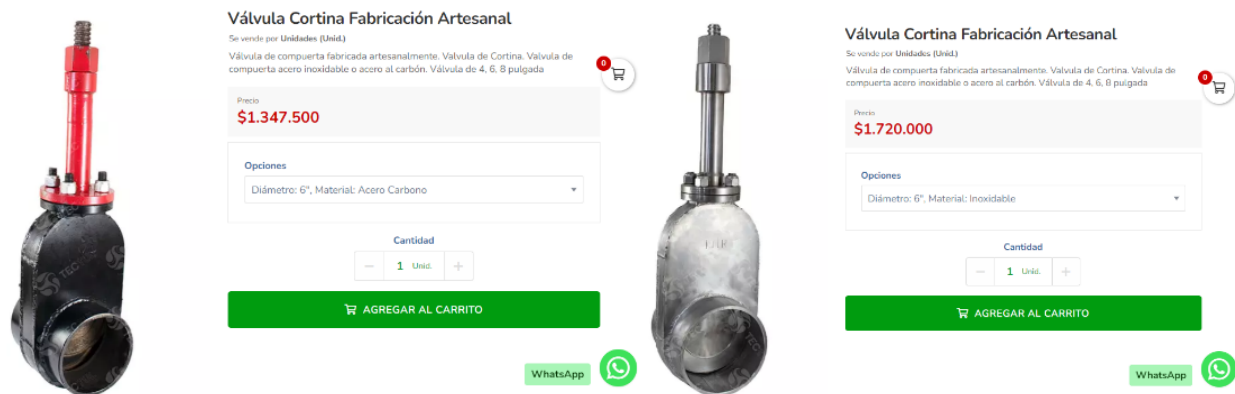 Válvula Cortina Fabricación Artesanal
Se vende por Unidades (Unid.)
Válvula de compuerta fabricada artesanalmente. Valvula de Cortina. Valvula de
compuerta acero inoxidable o acero al carbón. Válvula de 4, 6, 8 pulgada
0
Precio
$1.347.500
Opciones
Diámetro: 6", Material: Acero Carbono
Cantidad
− 1 Unid. +
AGREGAR AL CARRITO
WhatsApp
Válvula Cortina Fabricación Artesanal
Se vende por Unidades (Unid.)
Válvula de compuerta fabricada artesanalmente. Valvula de Cortina. Valvula de
compuerta acero inoxidable o acero al carbón. Válvula de 4, 6, 8 pulgada
0
Precio
$1.720.000
Opciones
Diámetro: 6", Material: Inoxidable
Cantidad
− 1 Unid. +
AGREGAR AL CARRITO
WhatsApp